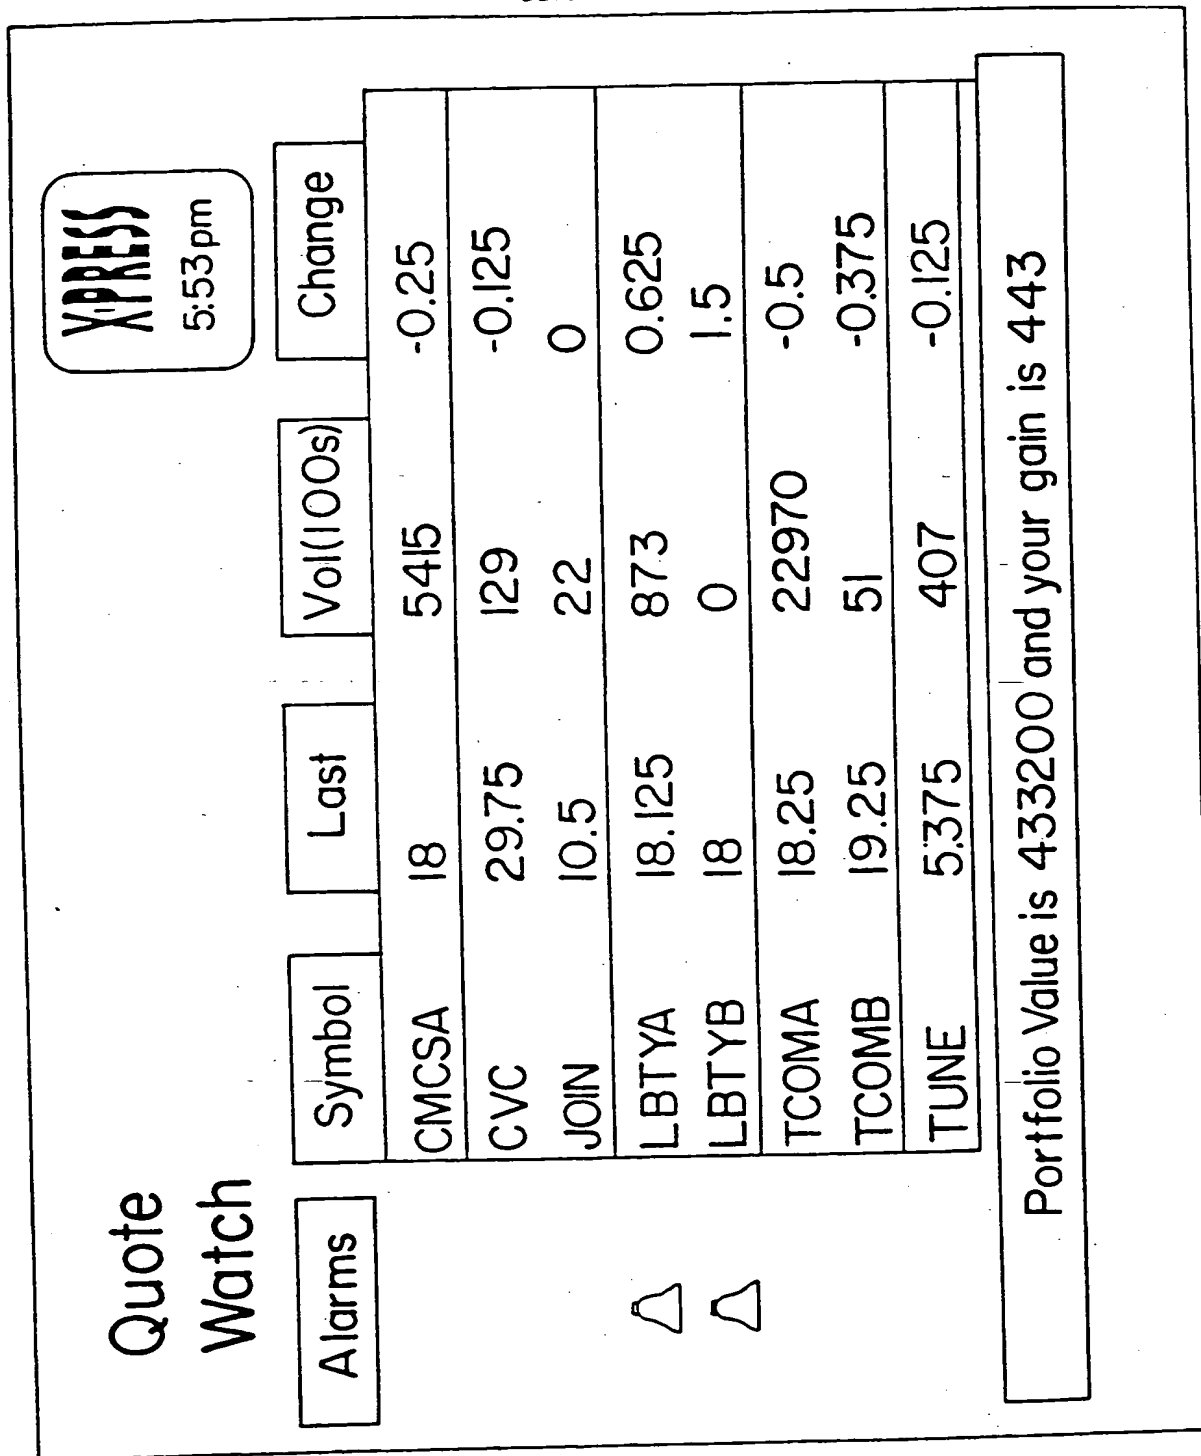 Quote
Watch
X·PRESS
5:53pm
Alarms Symbol Last Vol(100s) Change
CMCSA 18 5415 -0.25
CVC 29.75 129 -0.125
JOIN 10.5 22 0
LBTYA 18.125 873 0.625
LBTYB 18 0 1.5
TCOMA 18.25 22970 -0.5
TCOMB 19.25 51 -0.375
TUNE 5.375 407 -0.125
Portfolio Value is 433200 and your gain is 443